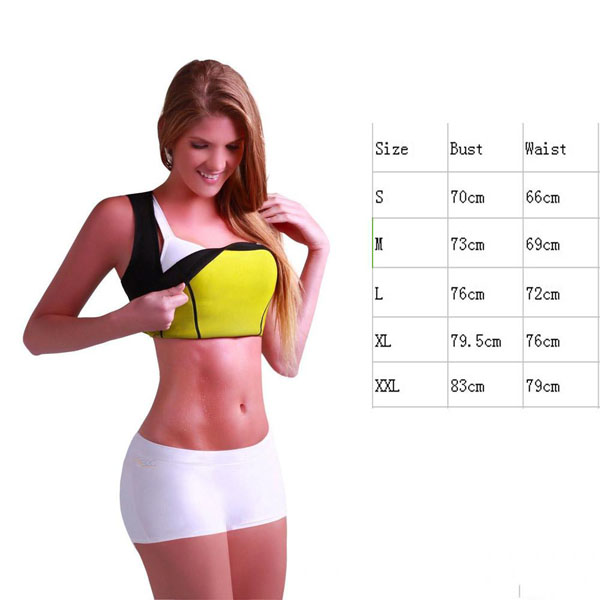 Size Bust Waist
S 70cm 66cm
M 73cm 69cm
L 76cm 72cm
XL 79.5cm 76cm
XXL 83cm 79cm